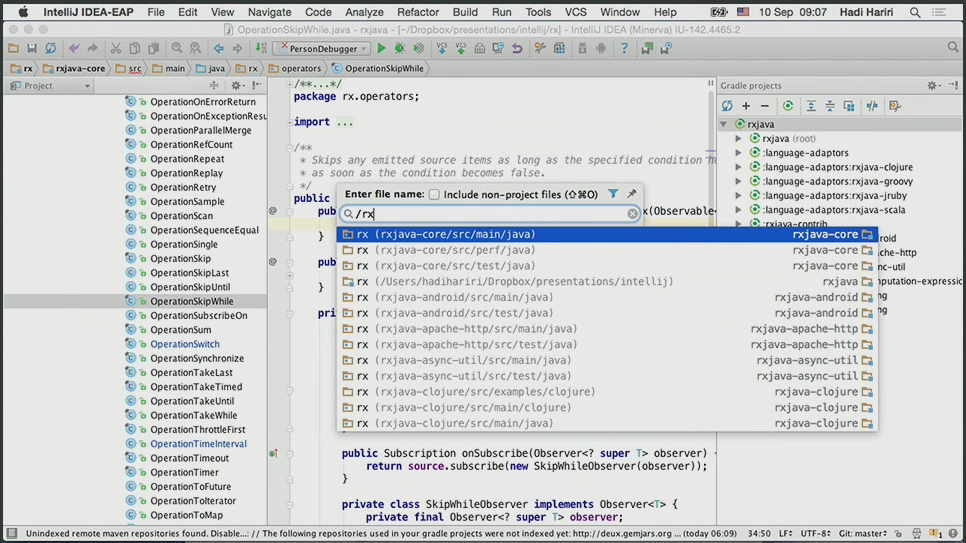 IntelliJ IDEA-EAP File Edit View Navigate Code Analyze Refactor Build Run Tools VCS Window Help 10 Sep 09:07 Hadi Hariri
OperationSkipWhile.java - [~/Dropbox/presentations/intellij/rx] - IntelliJ IDEA (Minerva) IU-142.4465.2
PersonDebugger
rx rxjava-core src main java rx operators OperationSkipWhile
Project
OperationOnErrorReturn
OperationOnExceptionResu
OperationParallelMerge
OperationRefCount
OperationRepeat
OperationReplay
OperationRetry
OperationSample
OperationScan
OperationSequenceEqual
OperationSingle
OperationSkip
OperationSkipLast
OperationSkipUntil
OperationSkipWhile
OperationSubscribeOn
OperationSum
OperationSwitch
OperationSynchronize
OperationTakeLast
OperationTakeTimed
OperationTakeUntil
OperationTakeWhile
OperationThrottleFirst
OperationTimeInterval
OperationTimeout
OperationTimer
OperationToFuture
OperationToIterator
OperationToMap
/**...*/
package rx.operators;
import ...
/**
* Skips any emitted source items as long as the specified condition
* as soon as the condition becomes false.
*/
public
(Observable<
}
}
public Subscription onSubscribe(Observer<? super T> observer) {
return source.subscribe(new SkipWhileObserver(observer));
}
private class SkipWhileObserver implements Observer<T> {
private final Observer<? super T> observer;
Enter file name: Include non-project files (⇧⌘O)
/rx
rx (rxjava-core/src/main/java) rxjava-core
rx (rxjava-core/src/perf/java) rxjava-core
rx (rxjava-core/src/test/java) rxjava-core
rx (/Users/hadihariri/Dropbox/presentations/intellij) rxjava
rx (rxjava-android/src/main/java) rxjava-android
rx (rxjava-android/src/test/java) rxjava-android
rx (rxjava-apache-http/src/main/java) rxjava-apache-http
rx (rxjava-apache-http/src/test/java) rxjava-apache-http
rx (rxjava-async-util/src/main/java) rxjava-async-util
rx (rxjava-async-util/src/test/java) rxjava-async-util
rx (rxjava-clojure/src/examples/clojure) rxjava-clojure
rx (rxjava-clojure/src/main/clojure) rxjava-clojure
rx (rxjava-clojure/src/main/java) rxjava-clojure
Gradle projects
rxjava
rxjava (root)
:language-adaptors
:language-adaptors:rxjava-clojure
:language-adaptors:rxjava-groovy
:language-adaptors:rxjava-jruby
:language-adaptors:rxjava-scala
:rxjava-contrib
Unindexed remote maven repositories found. Disable...: // The following repositories used in your gradle projects were not indexed yet: http://deux.gemjars.org (today 06:09) 34:50 LF÷ UTF-8÷ Git: master÷